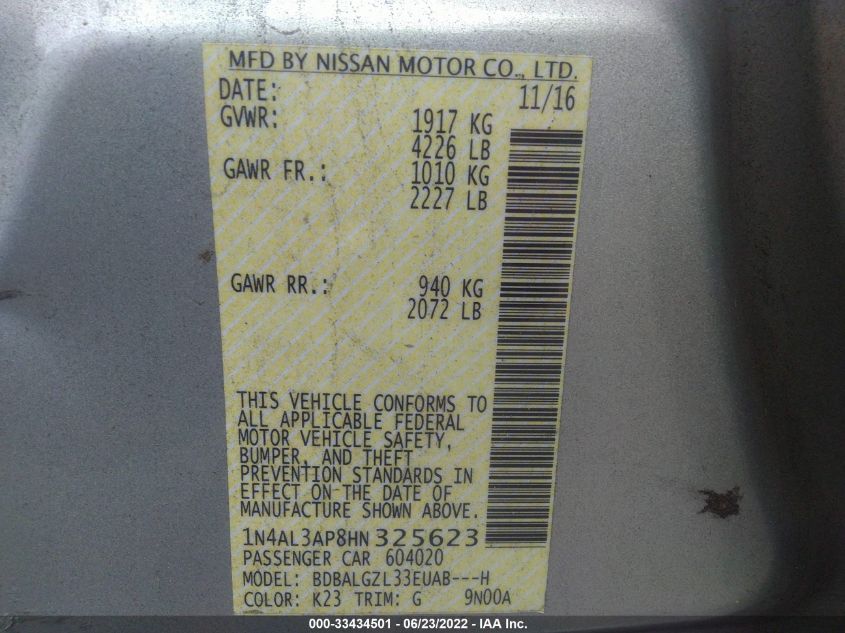 MFD BY NISSAN MOTOR CO., LTD.
DATE: 11/16
GVWR: 1917 KG
4226 LB
GAWR FR.: 1010 KG
2227 LB
GAWR RR.: 940 KG
2072 LB
THIS VEHICLE CONFORMS TO
ALL APPLICABLE FEDERAL
MOTOR VEHICLE SAFETY,
BUMPER, AND THEFT
PREVENTION STANDARDS IN
EFFECT ON THE DATE OF
MANUFACTURE SHOWN ABOVE.
1N4AL3AP8HN 325623
PASSENGER CAR 604020
MODEL: BDBALGZL33EUAB---H
COLOR: K23 TRIM: G 9N00A
000-33434501 - 06/23/2022 - IAA Inc.